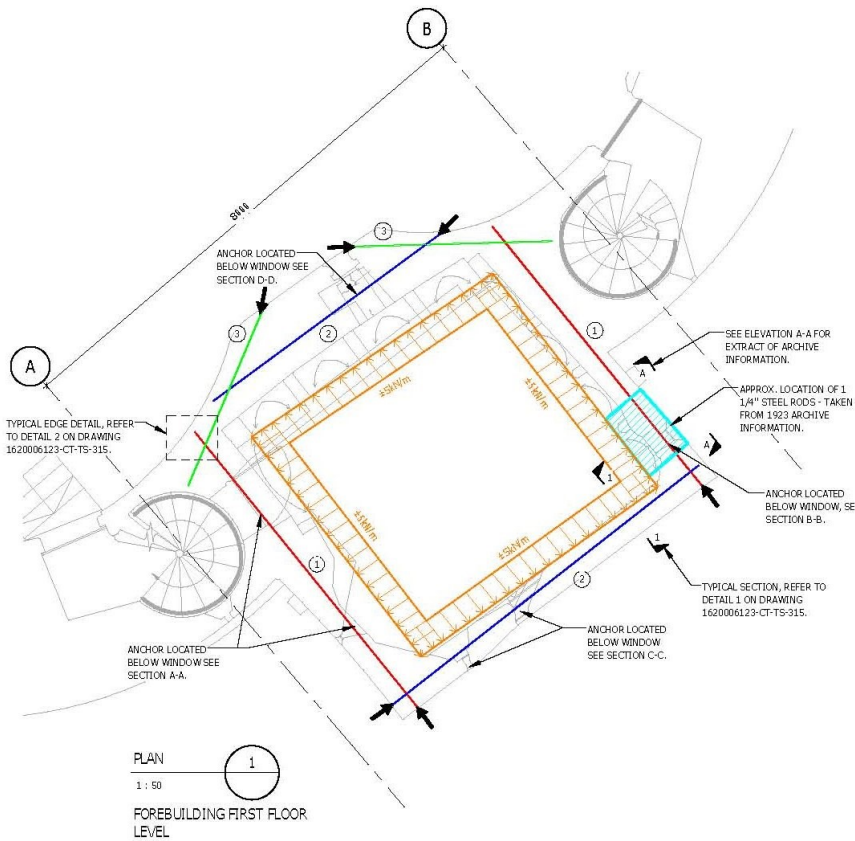 B
A
8000
3
ANCHOR LOCATED
BELOW WINDOW SEE
SECTION D-D.
3
2
1
SEE ELEVATION A-A FOR
EXTRACT OF ARCHIVE
INFORMATION.
A
APPROX. LOCATION OF 1
1/4" STEEL RODS - TAKEN
FROM 1923 ARCHIVE
INFORMATION.
A
TYPICAL EDGE DETAIL, REFER
TO DETAIL 2 ON DRAWING
1620006123-CT-TS-315.
±5kN/m
±5kN/m
±5kN/m
±5kN/m
1
ANCHOR LOCATED
BELOW WINDOW, SE
SECTION B-B.
1
1
2
TYPICAL SECTION, REFER TO
DETAIL 1 ON DRAWING
1620006123-CT-TS-315.
ANCHOR LOCATED
BELOW WINDOW SEE
SECTION A-A.
ANCHOR LOCATED
BELOW WINDOW
SEE SECTION C-C.
PLAN
1
1 : 50
FOREBUILDING FIRST FLOOR
LEVEL